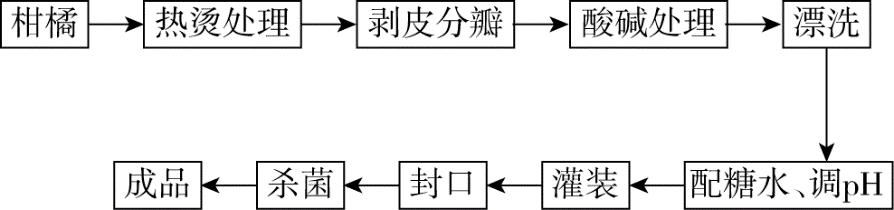 柑橘
热烫处理
剥皮分瓣
酸碱处理
漂洗
配糖水、调pH
灌装
封口
杀菌
成品